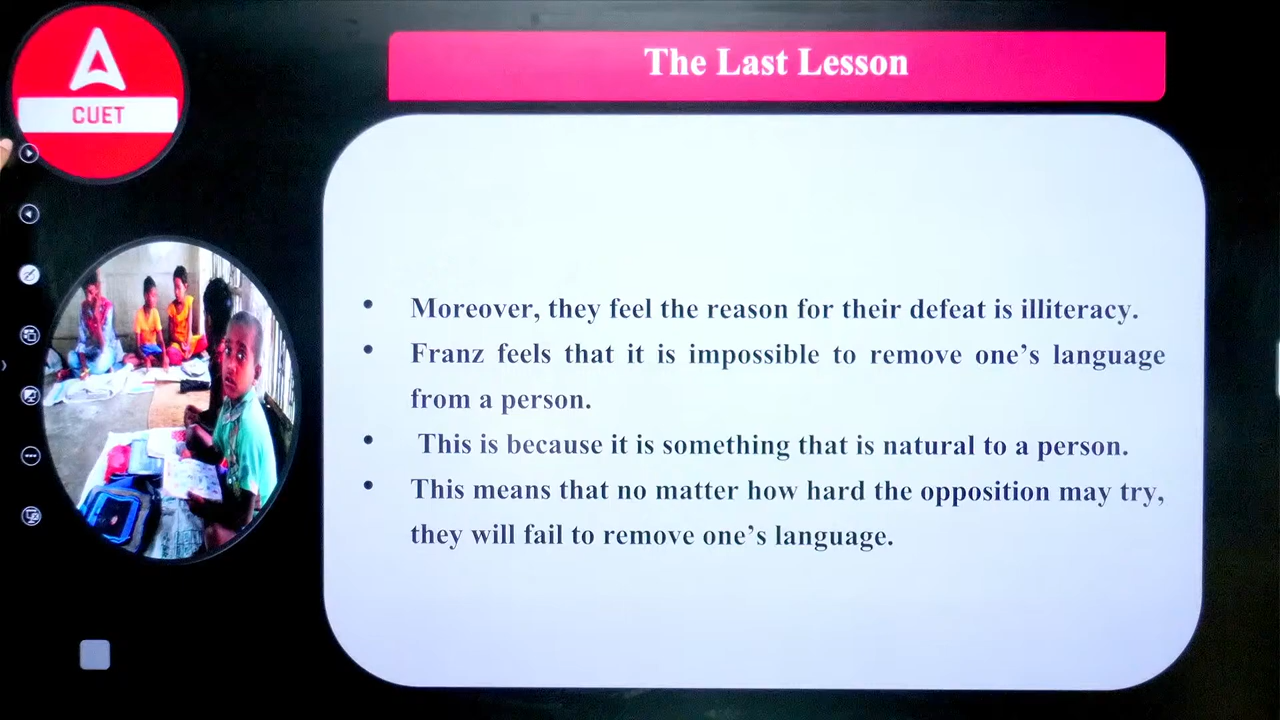 The Last Lesson
CUET
• Moreover, they feel the reason for their defeat is illiteracy.
• Franz feels that it is impossible to remove one’s language
from a person.
• This is because it is something that is natural to a person.
• This means that no matter how hard the opposition may try,
they will fail to remove one’s language.